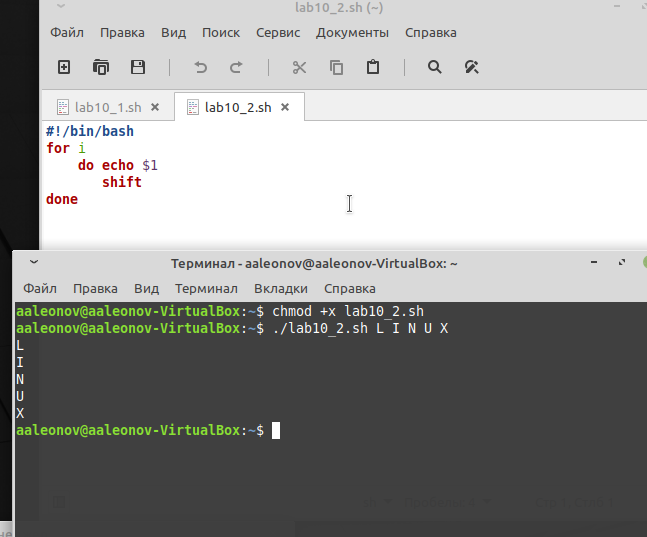 lab10_2.sh (~)
Файл Правка Вид Поиск Сервис Документы Справка
lab10_1.sh × lab10_2.sh ×
#!/bin/bash
for i
    do echo $1
       shift
done
Терминал - aaleonov@aaleonov-VirtualBox: ~
Файл Правка Вид Терминал Вкладки Справка
aaleonov@aaleonov-VirtualBox:~$ chmod +x lab10_2.sh
aaleonov@aaleonov-VirtualBox:~$ ./lab10_2.sh L I N U X
L
I
N
U
X
aaleonov@aaleonov-VirtualBox:~$